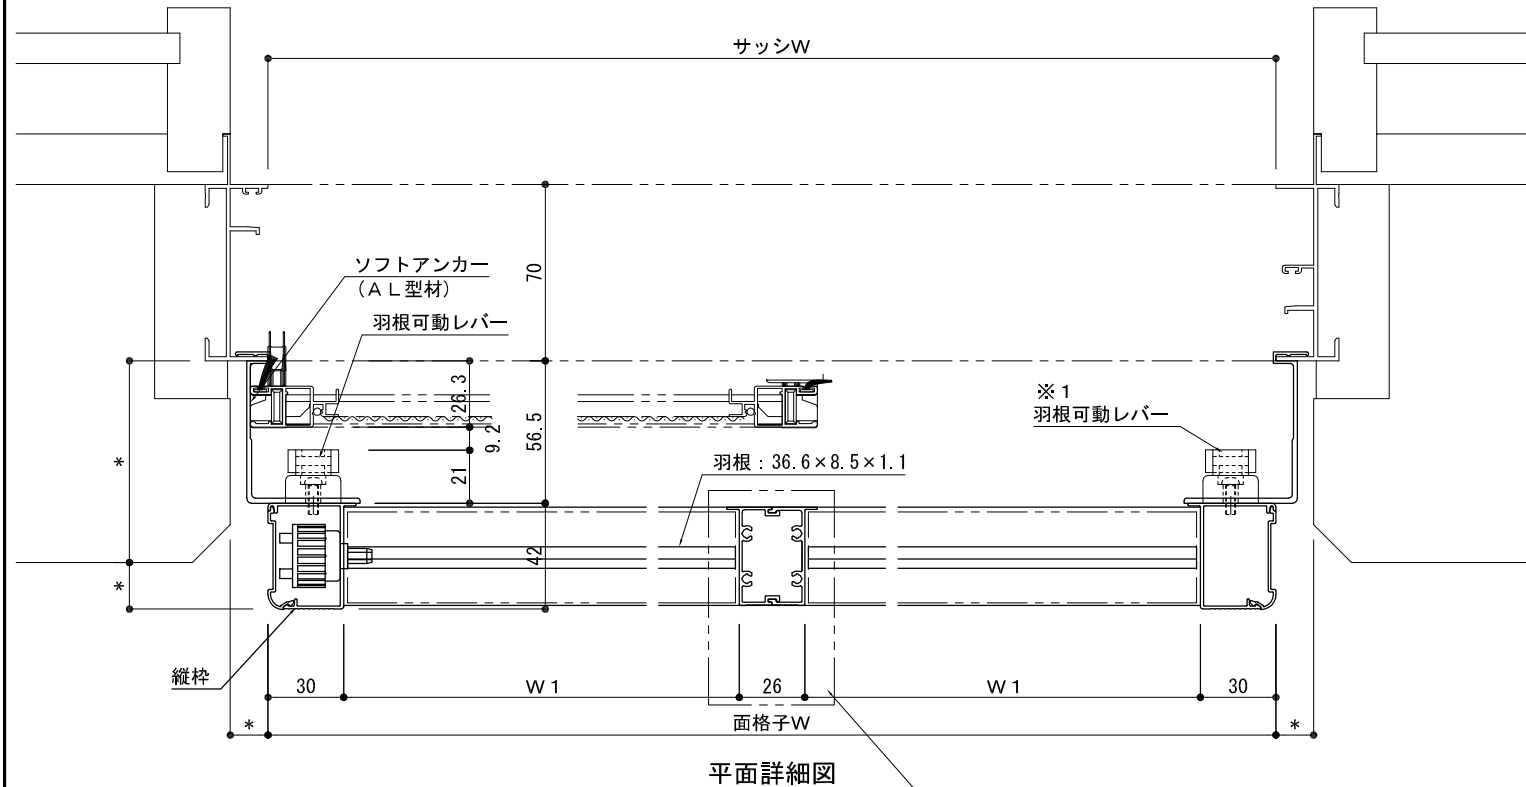 サッシW
ソフトアンカー
(AL型材)
70
羽根可動レバー
26.3
※1
羽根可動レバー
9.2
56.5
*
21
羽根：36.6×8.5×1.1
42
*
縦枠
30
W1
26
W1
30
*
面格子W
*
平面詳細図